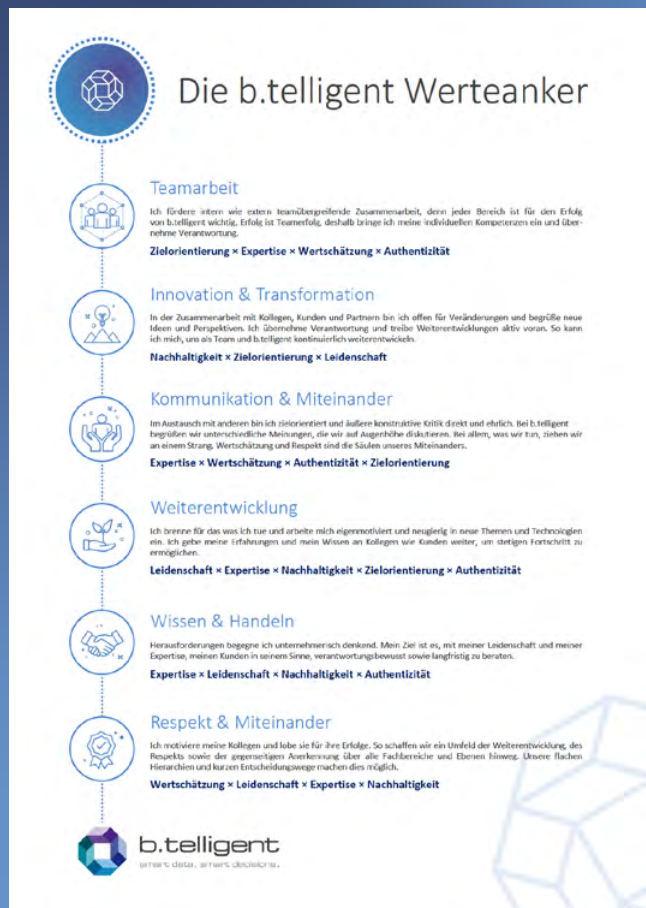 Die b.telligent Werteanker
Teamarbeit
Ich fördere intern wie extern teamübergreifende Zusammenarbeit, denn jeder Bereich ist für den Erfolg
von b.telligent wichtig. Erfolg ist Teamerfolg, deshalb bringe ich meine individuellen Kompetenzen ein und über-
nehme Verantwortung.
Zielorientierung × Expertise × Wertschätzung × Authentizität
Innovation & Transformation
In der Zusammenarbeit mit Kollegen, Kunden und Partnern bin ich offen für Veränderungen und begrüße neue
Ideen und Perspektiven. Ich übernehme Verantwortung und treibe Weiterentwicklungen aktiv voran. So kann
ich mich, uns als Team und b.telligent kontinuierlich weiterentwickeln.
Nachhaltigkeit × Zielorientierung × Leidenschaft
Kommunikation & Miteinander
Im Austausch mit anderen bin ich zielorientiert und äußere konstruktive Kritik direkt und ehrlich. Bei b.telligent
begrüßen wir unterschiedliche Meinungen, die wir auf Augenhöhe diskutieren. Bei allem, was wir tun, ziehen wir
an einem Strang. Wertschätzung und Respekt sind die Säulen unseres Miteinanders.
Expertise × Wertschätzung × Authentizität × Zielorientierung
Weiterentwicklung
Ich brenne für das was ich tue und arbeite mich eigenmotiviert und neugierig in neue Themen und Technologien
ein. Ich gebe meine Erfahrungen und mein Wissen an Kollegen wie Kunden weiter, um stetigen Fortschritt zu
ermöglichen.
Leidenschaft × Expertise × Nachhaltigkeit × Zielorientierung × Authentizität
Wissen & Handeln
Herausforderungen begegne ich unternehmerisch denkend. Mein Ziel ist es, mit meiner Leidenschaft und meiner
Expertise, meinen Kunden in seinem Sinne, verantwortungsbewusst sowie langfristig zu beraten.
Expertise × Leidenschaft × Nachhaltigkeit × Authentizität
Respekt & Miteinander
Ich motiviere meine Kollegen und lobe sie für ihre Erfolge. So schaffen wir ein Umfeld der Weiterentwicklung, des
Respekts sowie der gegenseitigen Anerkennung über alle Fachbereiche und Ebenen hinweg. Unsere flachen
Hierarchien und kurzen Entscheidungswege machen dies möglich.
Wertschätzung × Leidenschaft × Expertise × Nachhaltigkeit
b.telligent
smart data. smart decisions.